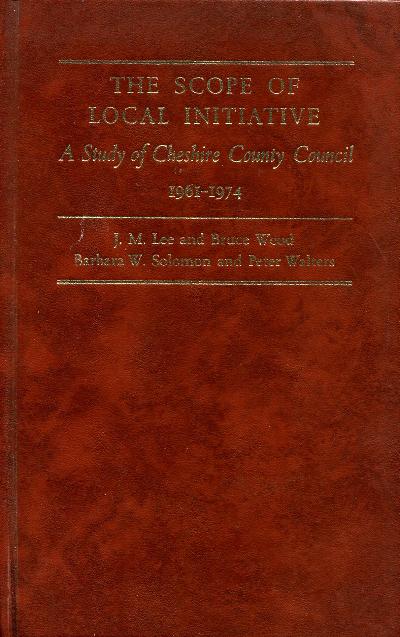 THE SCOPE OF
LOCAL INITIATIVE
A Study of Cheshire County Council
1961-1974
J. M. Lee and Bruce Wood
Barbara W. Solomon and Peter Walters